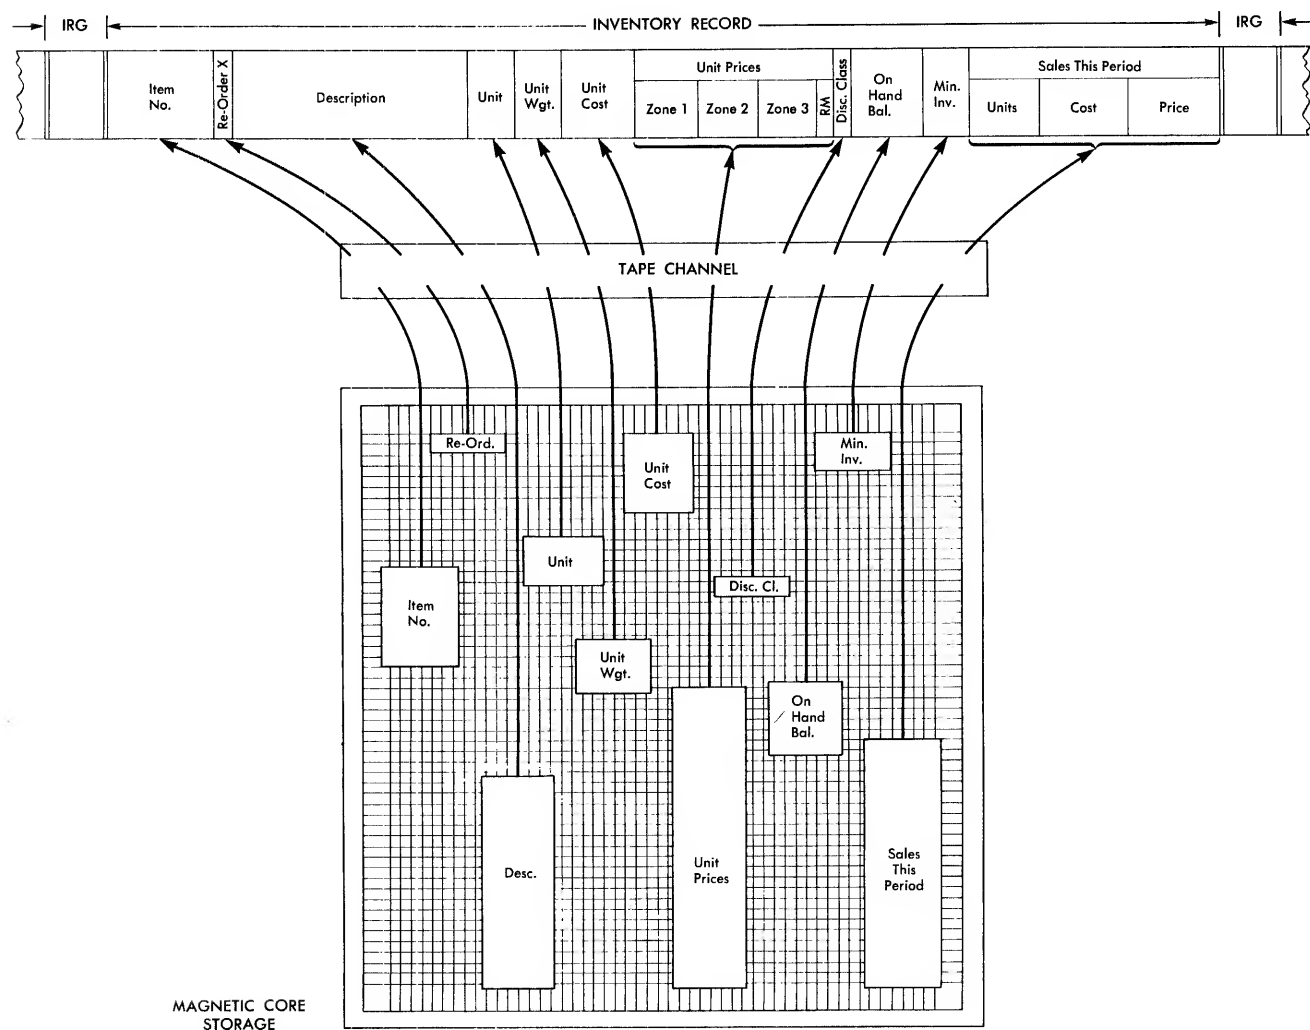 IRG
INVENTORY RECORD
IRG
Item
No.
Re-Order X
Description
Unit
Unit
Wgt.
Unit
Cost
Unit Prices
Zone 1
Zone 2
Zone 3
RM
Disc. Class
On
Hand
Bal.
Min.
Inv.
Sales This Period
Units
Cost
Price
TAPE CHANNEL
Re-Ord.
Unit
Cost
Min.
Inv.
Unit
Disc. Cl.
Item
No.
Unit
Wgt.
On
Hand
Bal.
Desc.
Unit
Prices
Sales
This
Period
MAGNETIC CORE
STORAGE